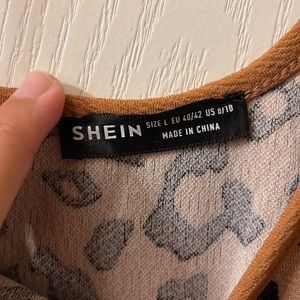 SHEIN
SIZE L EU 40/42 US 8/10
MADE IN CHINA